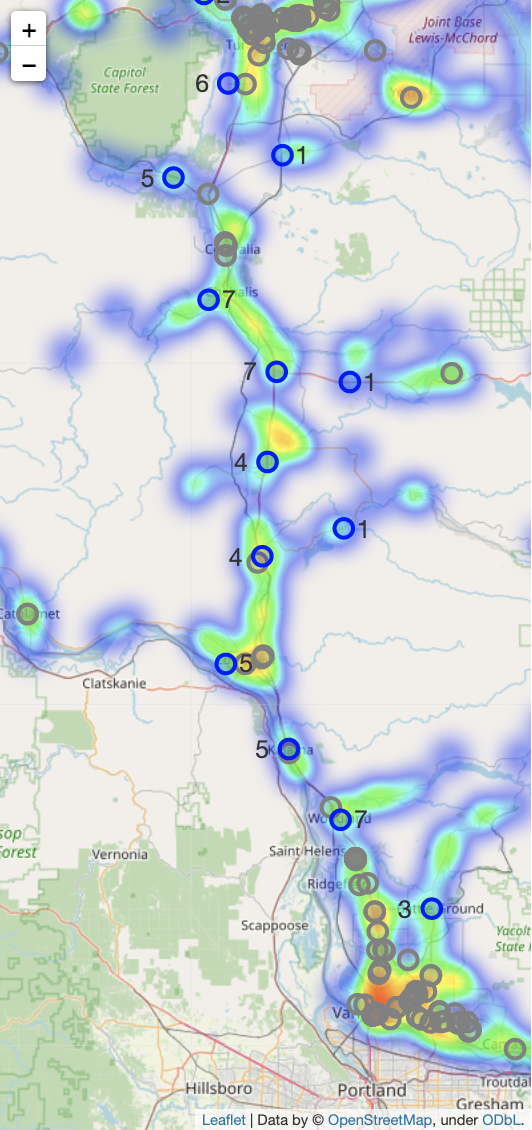 +
−
2
Joint Base
Lewis-McChord
Capitol
State Forest
6
1
5
7
7
1
4
1
4
5
Clatskanie
5
7
Saint Helens
Vernonia
3
Scappoose
Hillsboro
Portland
Troutdal
Gresham
Leaflet | Data by © OpenStreetMap, under ODbL.